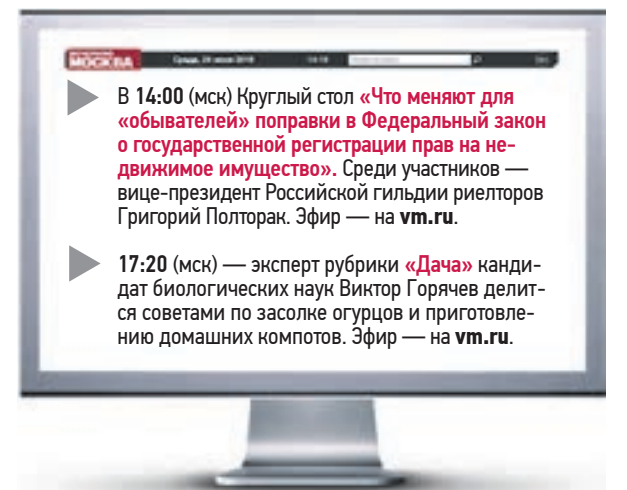 МОСКВА
В 14:00 (мск) Круглый стол «Что меняют для
«обывателей» поправки в Федеральный закон
о государственной регистрации прав на не-
движимое имущество». Среди участников —
вице-президент Российской гильдии риелторов
Григорий Полторак. Эфир — на vm.ru.
17:20 (мск) — эксперт рубрики «Дача» канди-
дат биологических наук Виктор Горячев делит-
ся советами по засолке огурцов и приготовле-
нию домашних компотов. Эфир — на vm.ru.